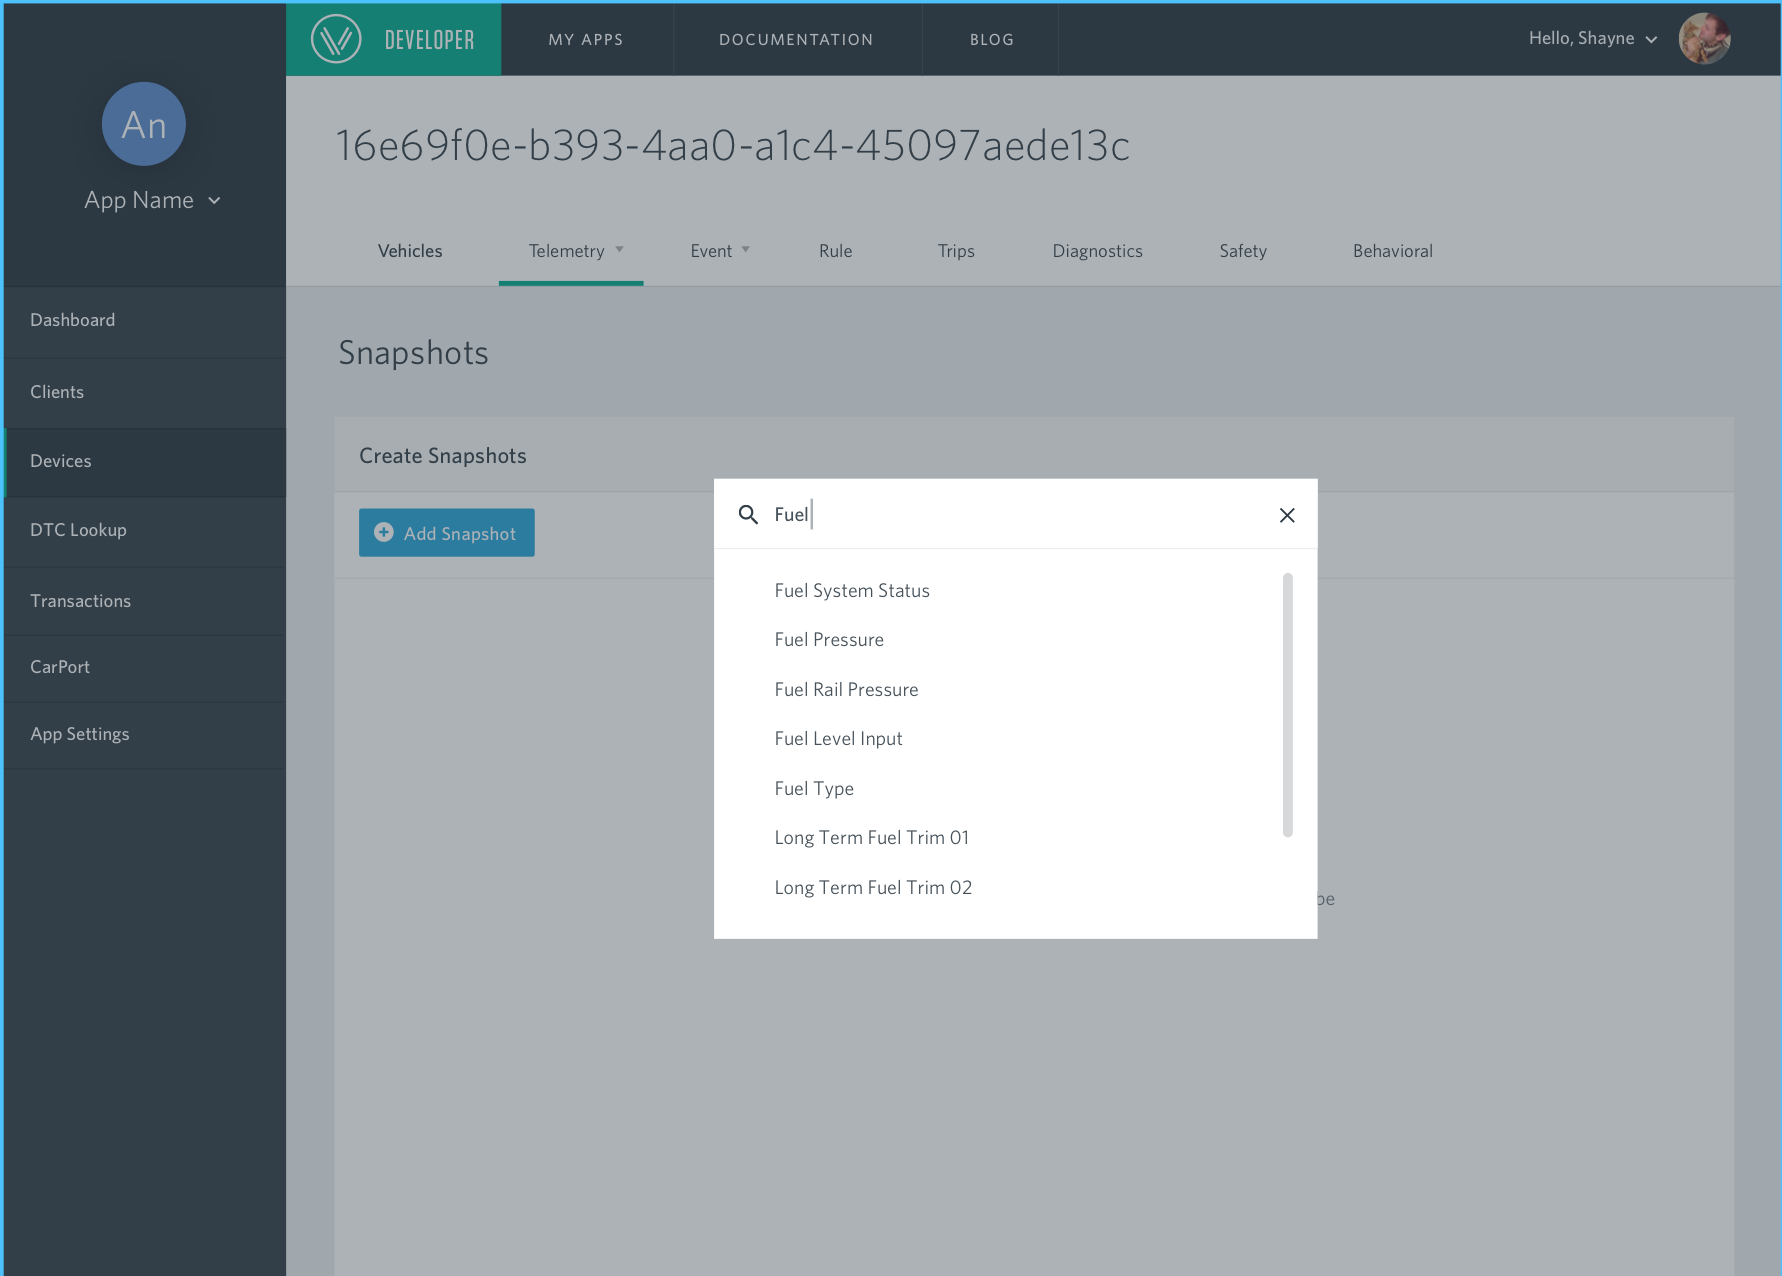 DEVELOPER
MY APPS
DOCUMENTATION
BLOG
Hello, Shayne
An
App Name
16e69f0e-b393-4aa0-a1c4-45097aede13c
Vehicles
Telemetry
Event
Rule
Trips
Diagnostics
Safety
Behavioral
Dashboard
Clients
Devices
DTC Lookup
Transactions
CarPort
App Settings
Snapshots
Create Snapshots
Add Snapshot
Fuel
Fuel System Status
Fuel Pressure
Fuel Rail Pressure
Fuel Level Input
Fuel Type
Long Term Fuel Trim 01
Long Term Fuel Trim 02